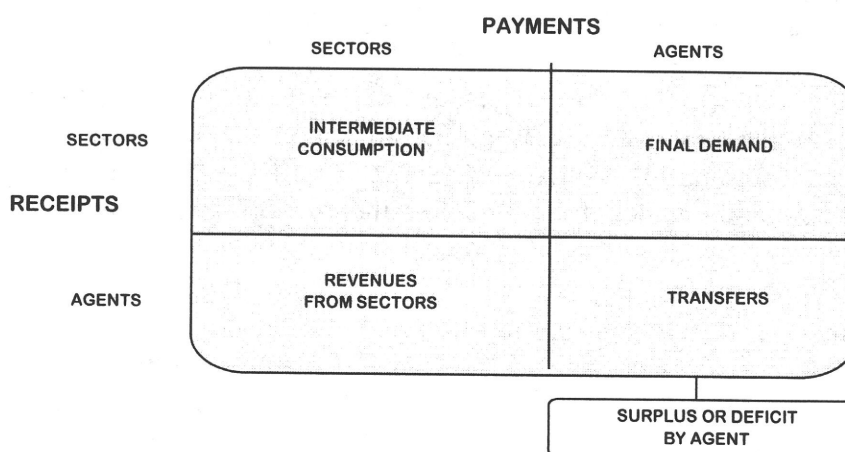 PAYMENTS
SECTORS
AGENTS
SECTORS
INTERMEDIATE
CONSUMPTION
FINAL DEMAND
RECEIPTS
AGENTS
REVENUES
FROM SECTORS
TRANSFERS
SURPLUS OR DEFICIT
BY AGENT